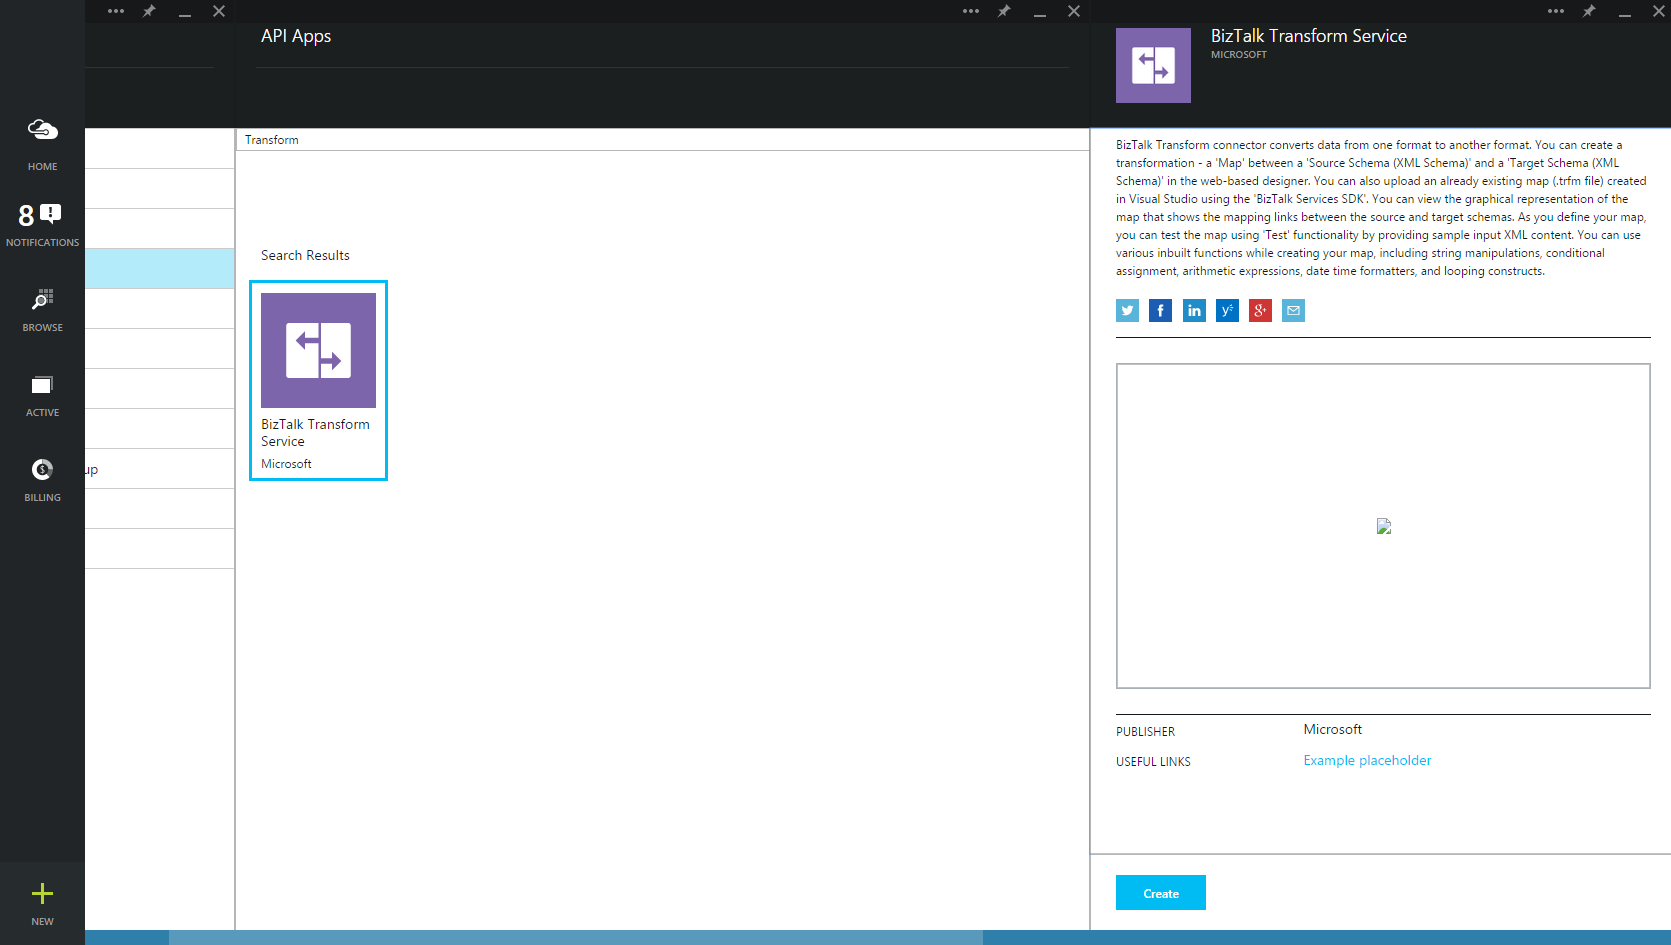 HOME
8
NOTIFICATIONS
BROWSE
ACTIVE
BILLING
NEW
up
API Apps
Transform
Search Results
BizTalk Transform
Service
Microsoft
BizTalk Transform Service
MICROSOFT
BizTalk Transform connector converts data from one format to another format. You can create a
transformation - a 'Map' between a 'Source Schema (XML Schema)' and a 'Target Schema (XML
Schema)' in the web-based designer. You can also upload an already existing map (.trfm file) created
in Visual Studio using the 'BizTalk Services SDK'. You can view the graphical representation of the
map that shows the mapping links between the source and target schemas. As you define your map,
you can test the map using 'Test' functionality by providing sample input XML content. You can use
various inbuilt functions while creating your map, including string manipulations, conditional
assignment, arithmetic expressions, date time formatters, and looping constructs.
PUBLISHER Microsoft
USEFUL LINKS Example placeholder
Create